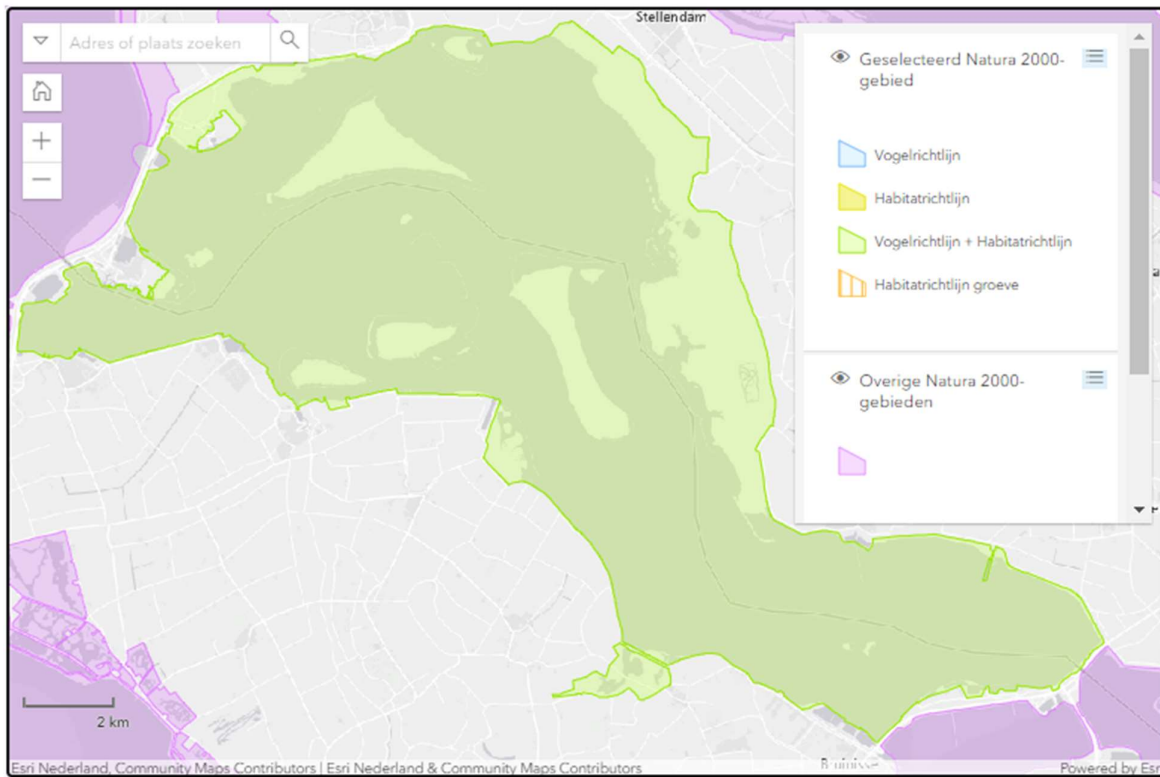 Stellendam
Adres of plaats zoeken
Geselecteerd Natura 2000-
gebied
Vogelrichtlijn
Habitatrichtlijn
Vogelrichtlijn + Habitatrichtlijn
Habitatrichtlijn groeve
Overige Natura 2000-
gebieden
2 km
Esri Nederland, Community Maps Contributors | Esri Nederland & Community Maps Contributors
Powered by Esr